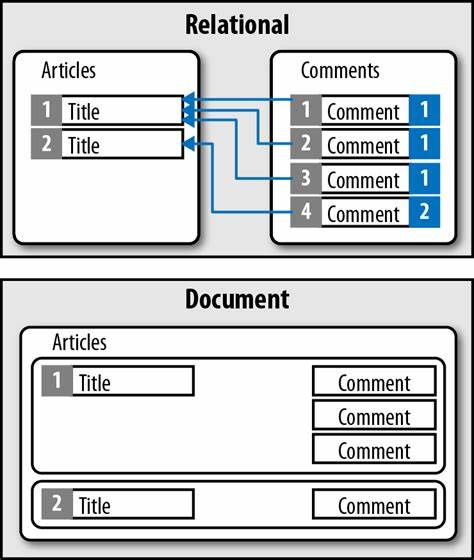 Relational
Articles
1 Title
2 Title
Comments
1 Comment 1
2 Comment 1
3 Comment 1
4 Comment 2
Document
Articles
1 Title
Comment
Comment
Comment
2 Title
Comment